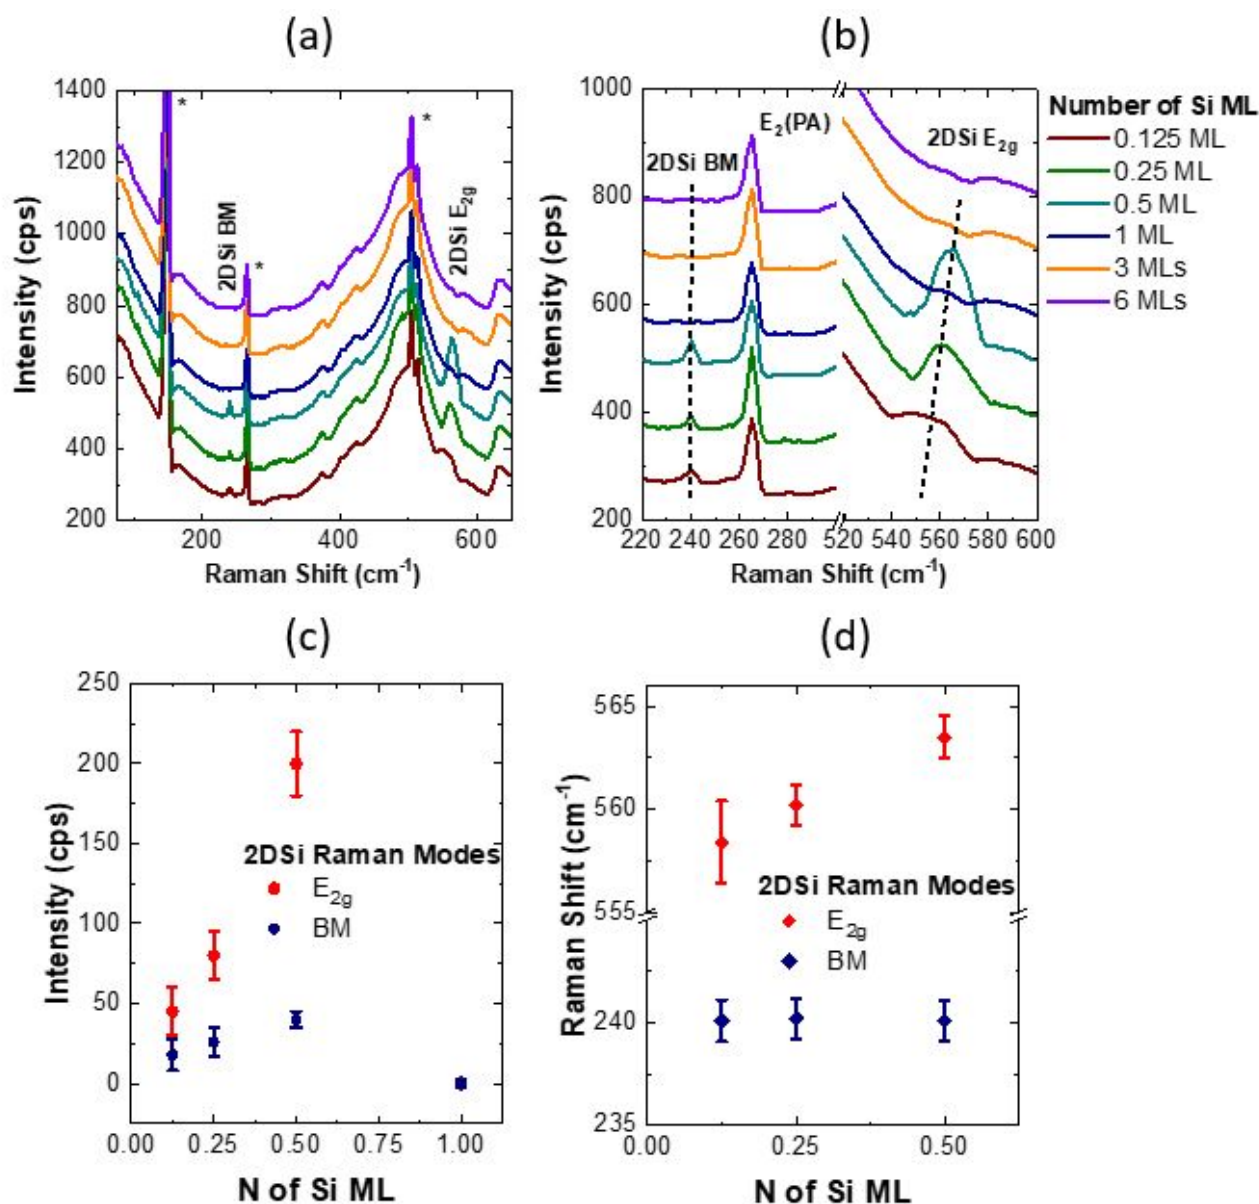 (a)
1400
1200
1000
800
600
400
200
Intensity (cps)
*
*
*
2DSi BM
2DSi E2g
200
400
600
Raman Shift (cm-1)
(b)
1000
800
600
400
200
Intensity (cps)
E2(PA)
2DSi BM
2DSi E2g
220
240
260
280
520
540
560
580
600
Raman Shift (cm-1)
Number of Si ML
0.125 ML
0.25 ML
0.5 ML
1 ML
3 MLs
6 MLs
(c)
250
200
150
100
50
0
Intensity (cps)
2DSi Raman Modes
E2g
BM
0.00
0.25
0.50
0.75
1.00
N of Si ML
(d)
565
560
555
240
235
Raman Shift (cm-1)
2DSi Raman Modes
E2g
BM
0.00
0.25
0.50
N of Si ML